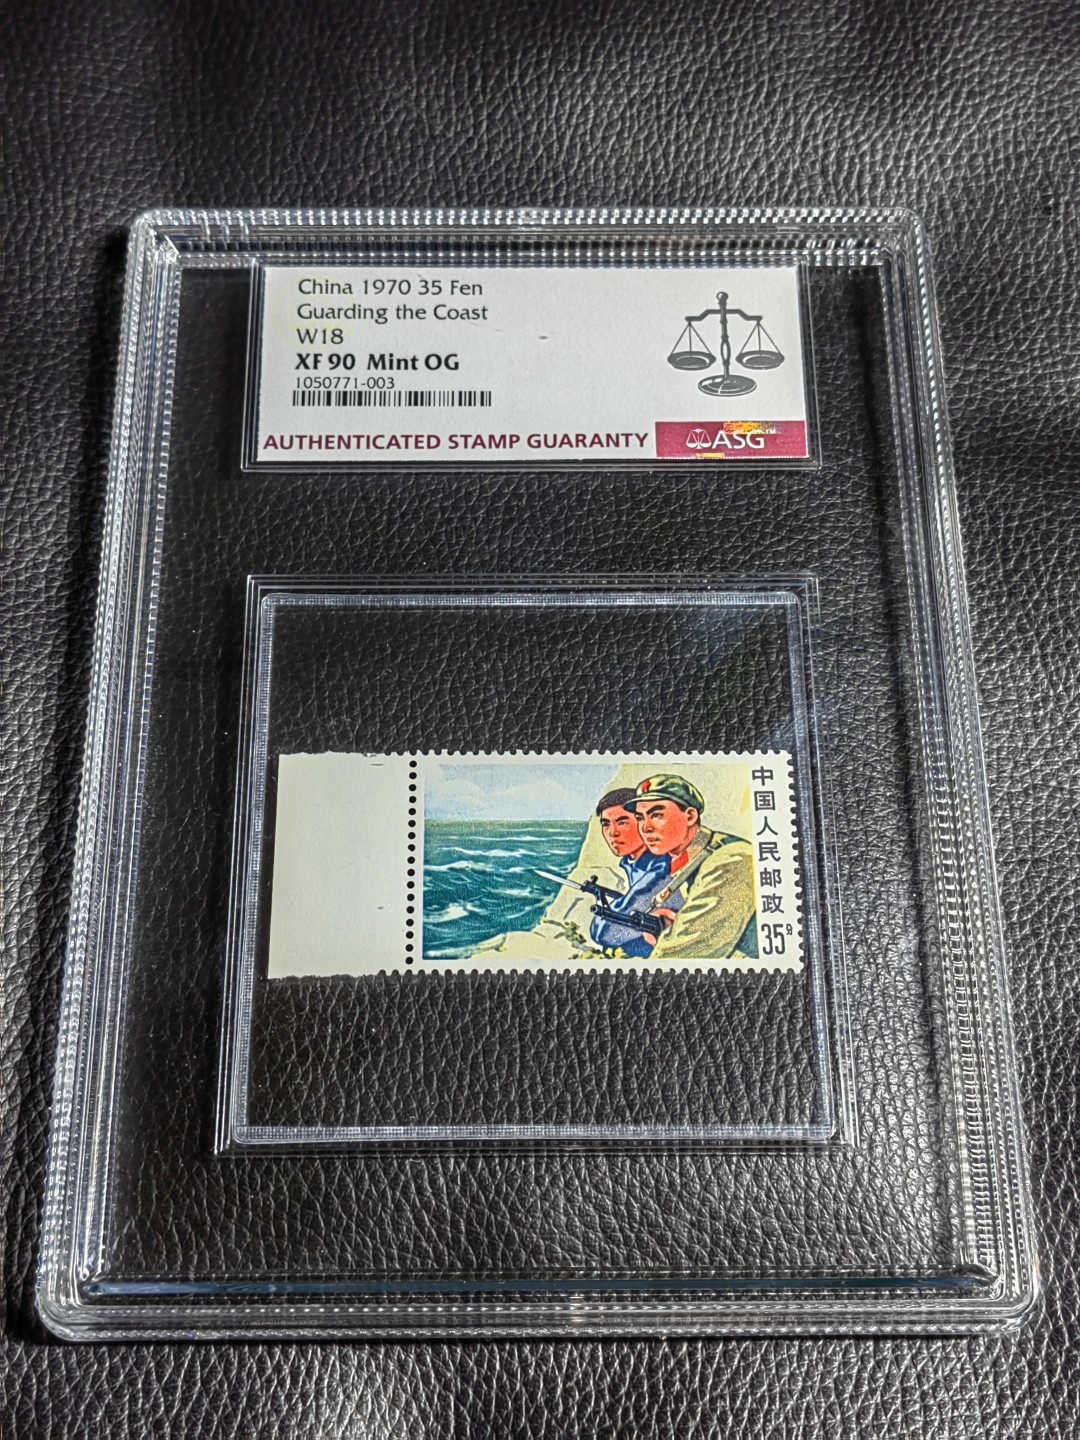 China 1970 35 Fen
Guarding the Coast
W18
XF 90 Mint OG
1050771-003
AUTHENTICATED STAMP GUARANTY
ASG™
中国人民邮政
35分